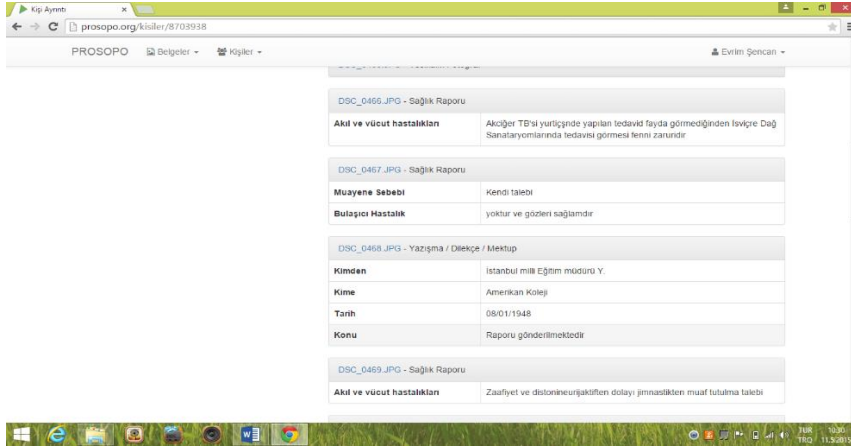 Kişi Ayrıntı
prosopo.org/kisiler/8703938
PROSOPO Belgeler Kişiler Evrim Şencan
DSC_0466.JPG - Sağlık Raporu
Akıl ve vücut hastalıkları Akciğer TB'si yurtiçşnde yapılan tedavid fayda görmediğinden İsviçre Dağ
Sanataryomlarında tedavisi görmesi fenni zaruridir
DSC_0467.JPG - Sağlık Raporu
Muayene Sebebi Kendi talebi
Bulaşıcı Hastalık yoktur ve gözleri sağlamdır
DSC_0468.JPG - Yazışma / Dilekçe / Mektup
Kimden İstanbul milli Eğitim müdürü Y.
Kime Amerikan Koleji
Tarih 08/01/1948
Konu Raporu gönderilmektedir
DSC_0469.JPG - Sağlık Raporu
Akıl ve vücut hastalıkları Zaafiyet ve distonineurijaktiften dolayı jimnastikten muaf tutulma talebi
TUR 10:30
TRQ 11.5.2015